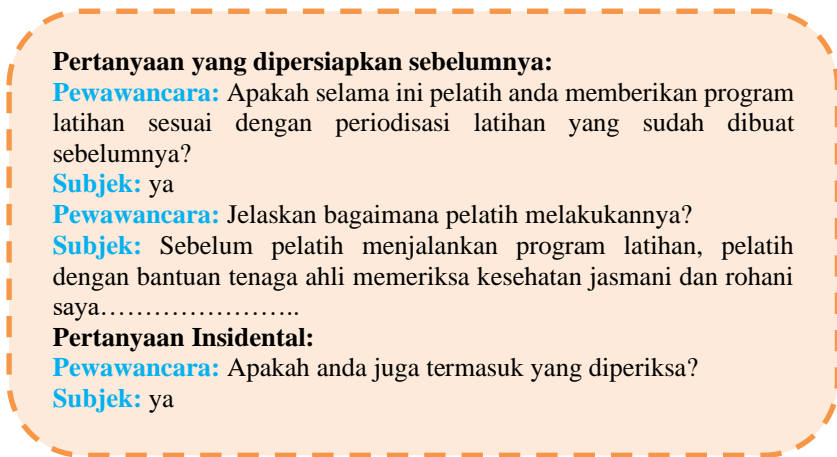 Pertanyaan yang dipersiapkan sebelumnya:
Pewawancara: Apakah selama ini pelatih anda memberikan program
latihan sesuai dengan periodisasi latihan yang sudah dibuat
sebelumnya?
Subjek: ya
Pewawancara: Jelaskan bagaimana pelatih melakukannya?
Subjek: Sebelum pelatih menjalankan program latihan, pelatih
dengan bantuan tenaga ahli memeriksa kesehatan jasmani dan rohani
saya…………………..
Pertanyaan Insidental:
Pewawancara: Apakah anda juga termasuk yang diperiksa?
Subjek: ya